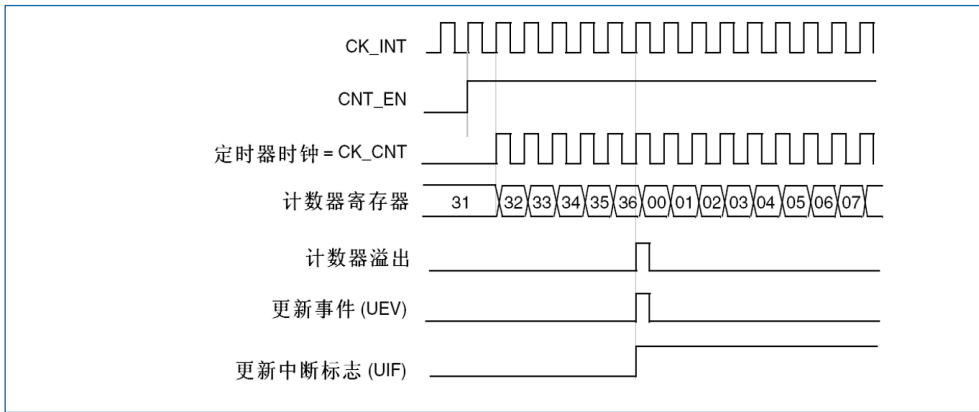 CK_INT
CNT_EN
定时器时钟 = CK_CNT
计数器寄存器 31 32 33 34 35 36 00 01 02 03 04 05 06 07
计数器溢出
更新事件 (UEV)
更新中断标志 (UIF)